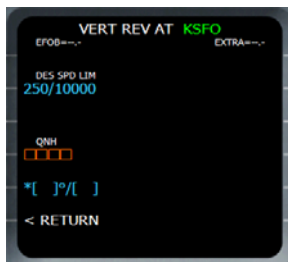 VERT REV AT KSFO
EFOB=--.- EXTRA=--.-
DES SPD LIM
250/10000
QNH
□□□□
*[ ]°/[ ]
< RETURN